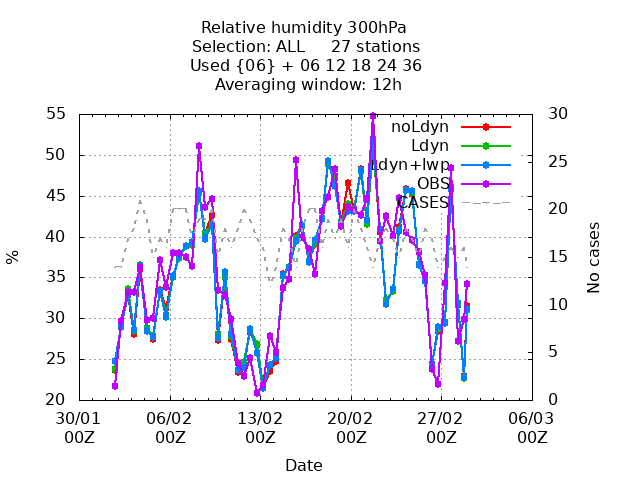 Relative humidity 300hPa
Selection: ALL 27 stations
Used {06} + 06 12 18 24 36
Averaging window: 12h
55
50
45
40
35
30
25
20
%
30
25
20
15
10
5
0
No cases
noLdyn
Ldyn
Ldyn+lwp
OBS
CASES
30/01 06/02 13/02 20/02 27/02 06/03
00Z 00Z 00Z 00Z 00Z 00Z
Date